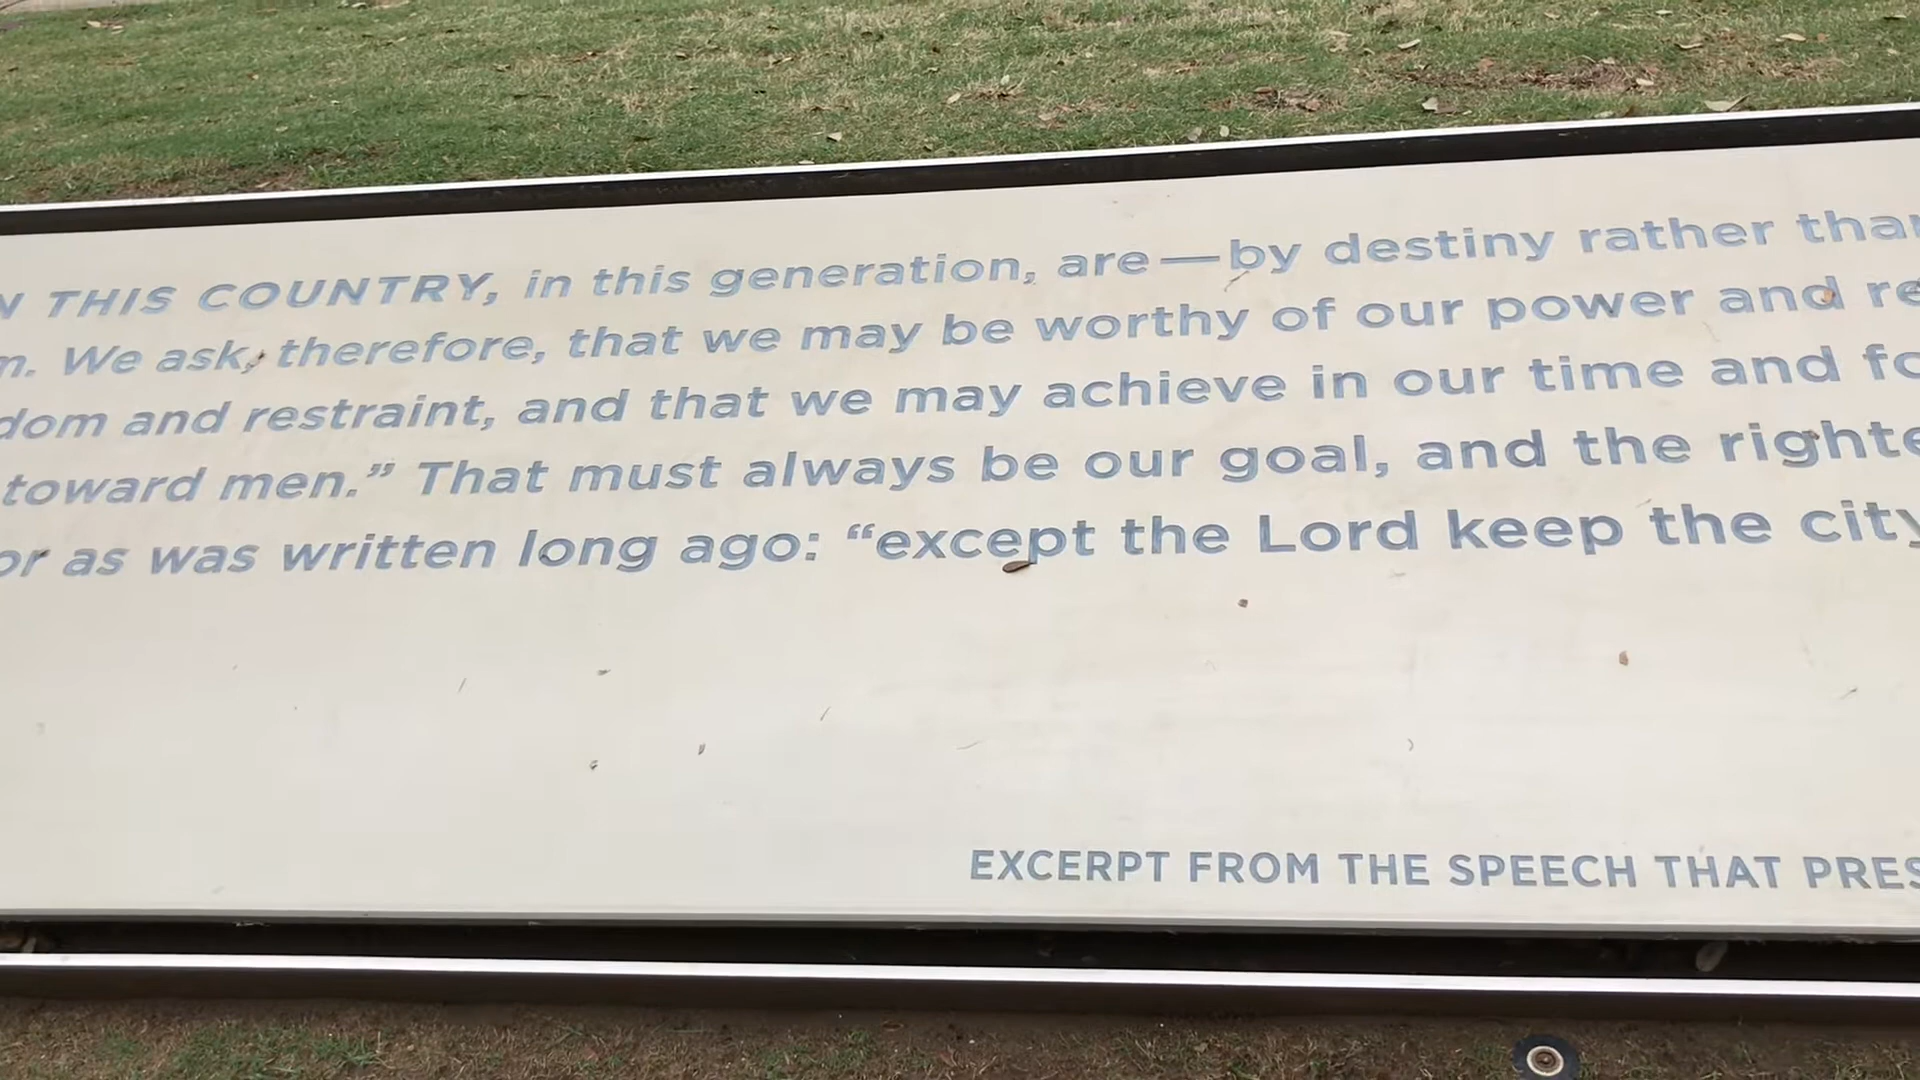 N THIS COUNTRY, in this generation, are—by destiny rather than
We ask, therefore, that we may be worthy of our power and re
dom and restraint, and that we may achieve in our time and fo
toward men.” That must always be our goal, and the righte
or as was written long ago: “except the Lord keep the city
EXCERPT FROM THE SPEECH THAT PRES